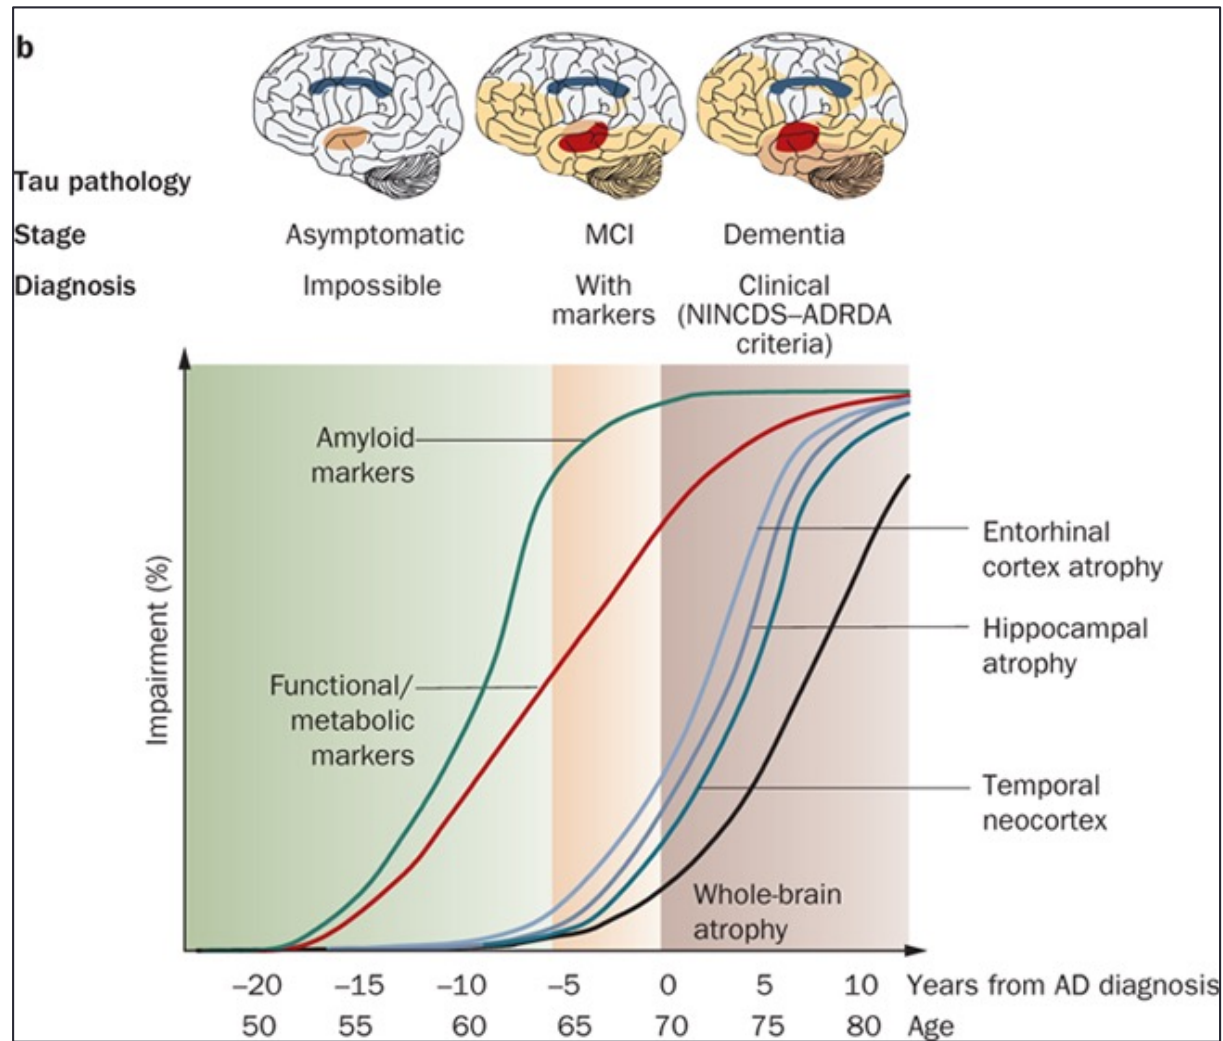 b
Tau pathology
Stage
Asymptomatic
MCI
Dementia
Diagnosis
Impossible
With
markers
Clinical
(NINCDS–ADRDA
criteria)
Impairment (%)
Amyloid
markers
Functional/
metabolic
markers
Entorhinal
cortex atrophy
Hippocampal
atrophy
Temporal
neocortex
Whole-brain
atrophy
–20 –15 –10 –5 0 5 10 Years from AD diagnosis
50 55 60 65 70 75 80 Age